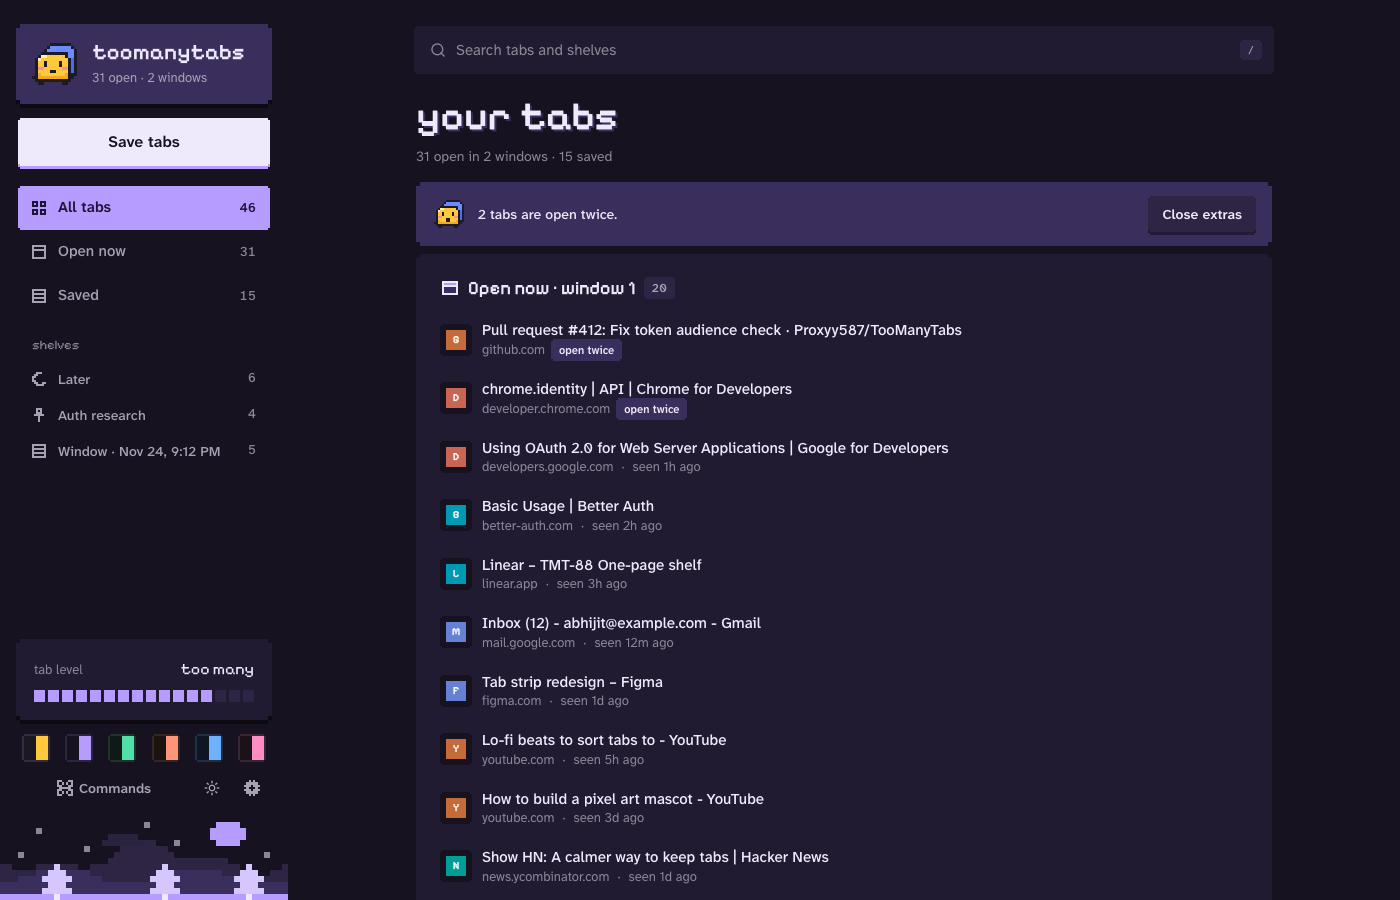 toomanytabs
31 open · 2 windows
Save tabs
All tabs 46
Open now 31
Saved 15
shelves
Later 6
Auth research 4
Window · Nov 24, 9:12 PM 5
tab level too many
Commands
Search tabs and shelves /
your tabs
31 open in 2 windows · 15 saved
2 tabs are open twice. Close extras
Open now · window 1 20
G Pull request #412: Fix token audience check · Proxyy587/TooManyTabs
github.com open twice
D chrome.identity | API | Chrome for Developers
developer.chrome.com open twice
D Using OAuth 2.0 for Web Server Applications | Google for Developers
developers.google.com · seen 1h ago
B Basic Usage | Better Auth
better-auth.com · seen 2h ago
L Linear – TMT-88 One-page shelf
linear.app · seen 3h ago
M Inbox (12) - abhijit@example.com - Gmail
mail.google.com · seen 12m ago
F Tab strip redesign – Figma
figma.com · seen 1d ago
Y Lo-fi beats to sort tabs to - YouTube
youtube.com · seen 5h ago
Y How to build a pixel art mascot - YouTube
youtube.com · seen 3d ago
N Show HN: A calmer way to keep tabs | Hacker News
news.ycombinator.com · seen 1d ago